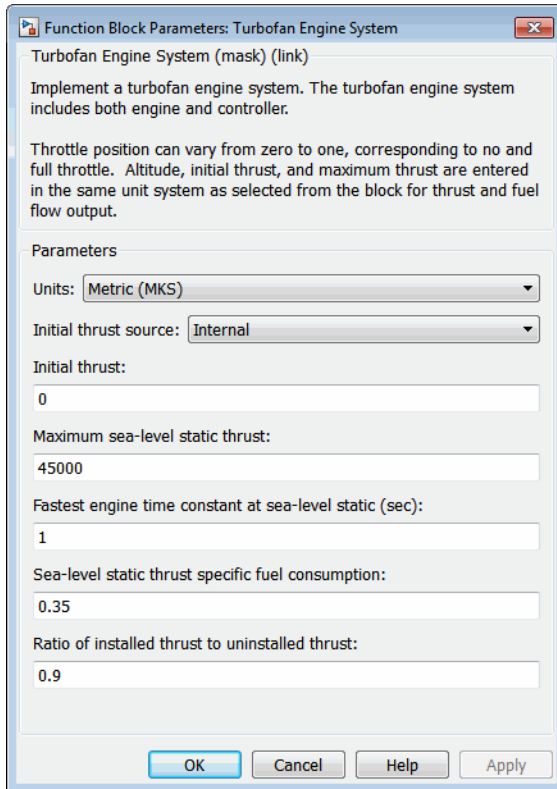 Function Block Parameters: Turbofan Engine System
Turbofan Engine System (mask) (link)
Implement a turbofan engine system. The turbofan engine system
includes both engine and controller.
Throttle position can vary from zero to one, corresponding to no and
full throttle.  Altitude, initial thrust, and maximum thrust are entered
in the same unit system as selected from the block for thrust and fuel
flow output.
Parameters
Units: Metric (MKS)
Initial thrust source: Internal
Initial thrust:
0
Maximum sea-level static thrust:
45000
Fastest engine time constant at sea-level static (sec):
1
Sea-level static thrust specific fuel consumption:
0.35
Ratio of installed thrust to uninstalled thrust:
0.9
OK Cancel Help Apply